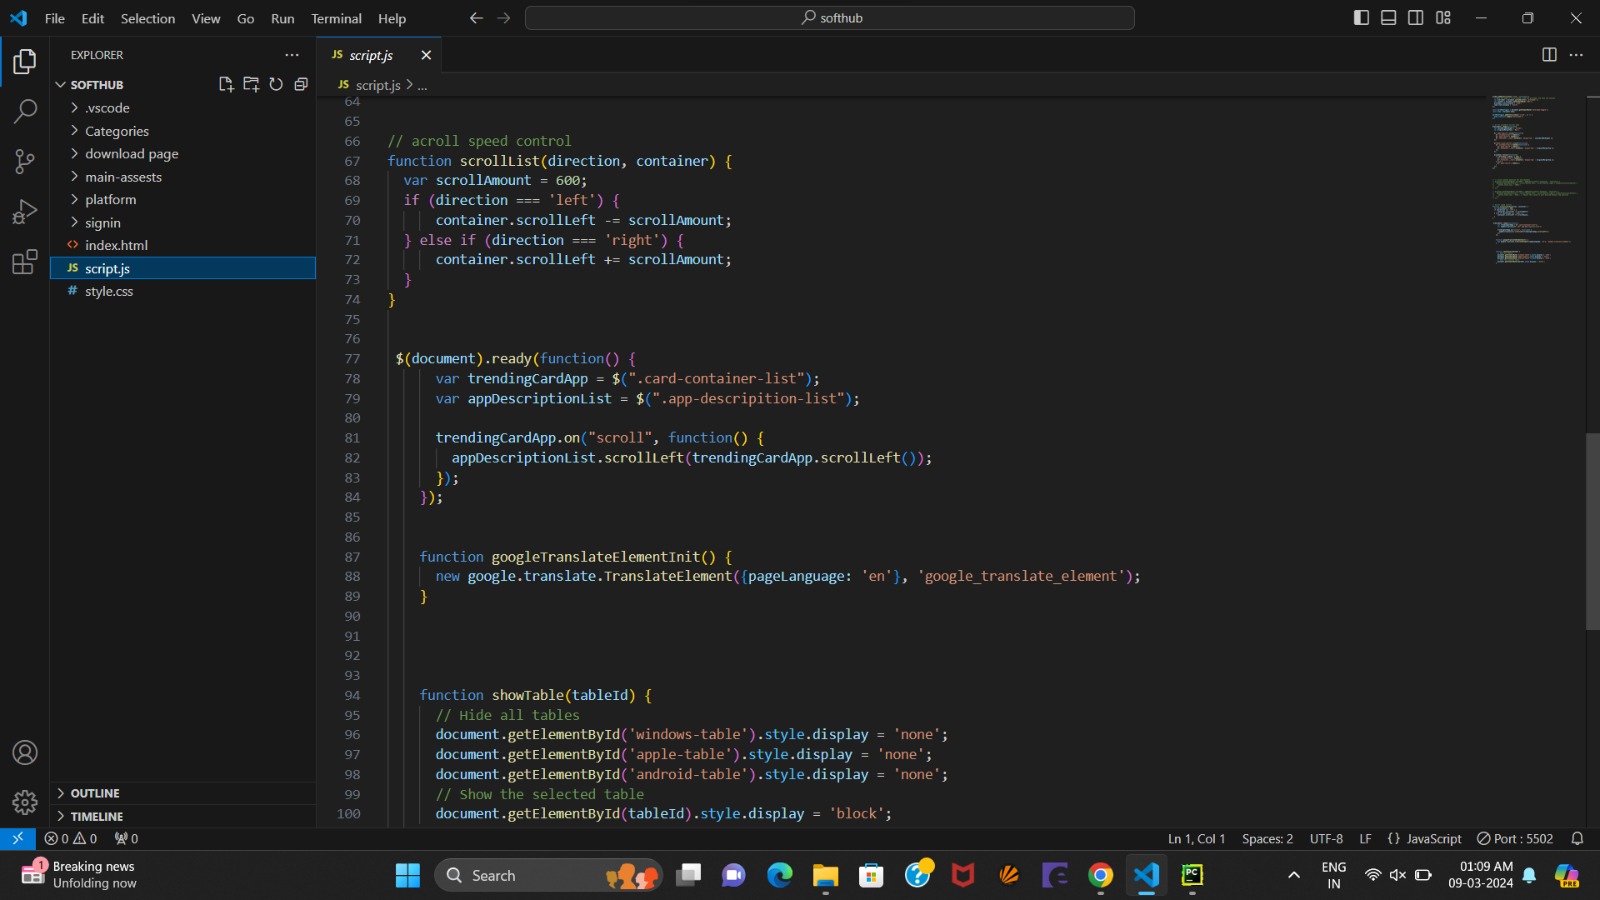 File Edit Selection View Go Run Terminal Help
softhub
EXPLORER
SOFTHUB
.vscode
Categories
download page
main-assests
platform
signin
index.html
JS script.js
# style.css
OUTLINE
TIMELINE
JS script.js
JS script.js > ...
64
65
66 // acroll speed control
67 function scrollList(direction, container) {
68 var scrollAmount = 600;
69 if (direction === 'left') {
70 container.scrollLeft -= scrollAmount;
71 } else if (direction === 'right') {
72 container.scrollLeft += scrollAmount;
73 }
74 }
75
76
77 $(document).ready(function() {
78 var trendingCardApp = $(".card-container-list");
79 var appDescriptionList = $(".app-descripition-list");
80
81 trendingCardApp.on("scroll", function() {
82 appDescriptionList.scrollLeft(trendingCardApp.scrollLeft());
83 });
84 });
85
86
87 function googleTranslateElementInit() {
88 new google.translate.TranslateElement({pageLanguage: 'en'}, 'google_translate_element');
89 }
90
91
92
93
94 function showTable(tableId) {
95 // Hide all tables
96 document.getElementById('windows-table').style.display = 'none';
97 document.getElementById('apple-table').style.display = 'none';
98 document.getElementById('android-table').style.display = 'none';
99 // Show the selected table
100 document.getElementById(tableId).style.display = 'block';
0 0 0
Ln 1, Col 1 Spaces: 2 UTF-8 LF {} JavaScript Port : 5502
1
Breaking news
Unfolding now
Search
PC
ENG
IN
01:09 AM
09-03-2024
PRE